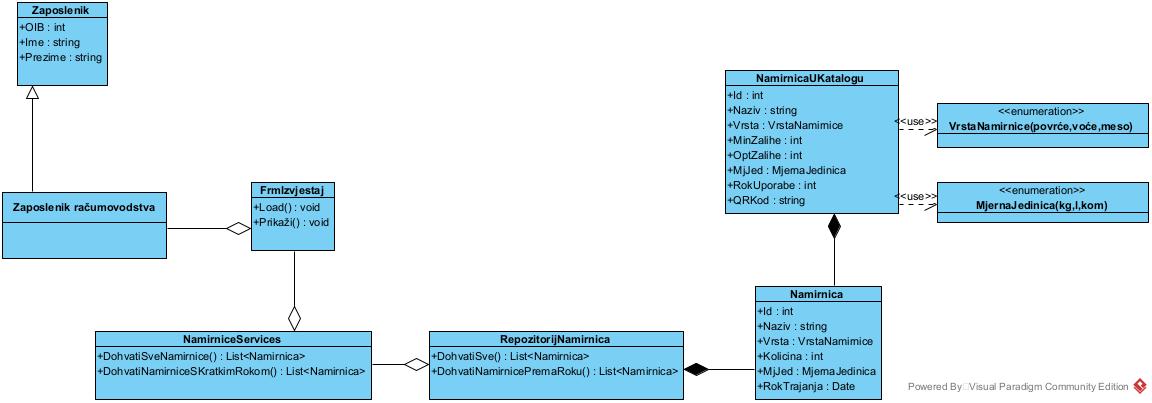 Zaposlenik
+OIB : int
+Ime : string
+Prezime : string
Zaposlenik računovodstva
FrmIzvjestaj
+Load() : void
+Prikaži() : void
NamirniceServices
+DohvatiSveNamirnice() : List<Namirnica>
+DohvatiNamirniceSKratkimRokom() : List<Namirnica>
RepozitorijNamirnica
+DohvatiSve() : List<Namirnica>
+DohvatiNamirnicePremaRoku() : List<Namirnica>
NamirnicaUKatalogu
+Id : int
+Naziv : string
+Vrsta : VrstaNamirnice
+MinZalihe : int
+OptZalihe : int
+MjJed : MjernaJedinica
+RokUporabe : int
+QRKod : string
<<use>>
<<enumeration>>
VrstaNamirnice(povrće,voće,meso)
<<use>>
<<enumeration>>
MjernaJedinica(kg,l,kom)
Namirnica
+Id : int
+Naziv : string
+Vrsta : VrstaNamirnice
+Kolicina : int
+MjJed : MjernaJedinica
+RokTrajanja : Date
Powered By Visual Paradigm Community Edition